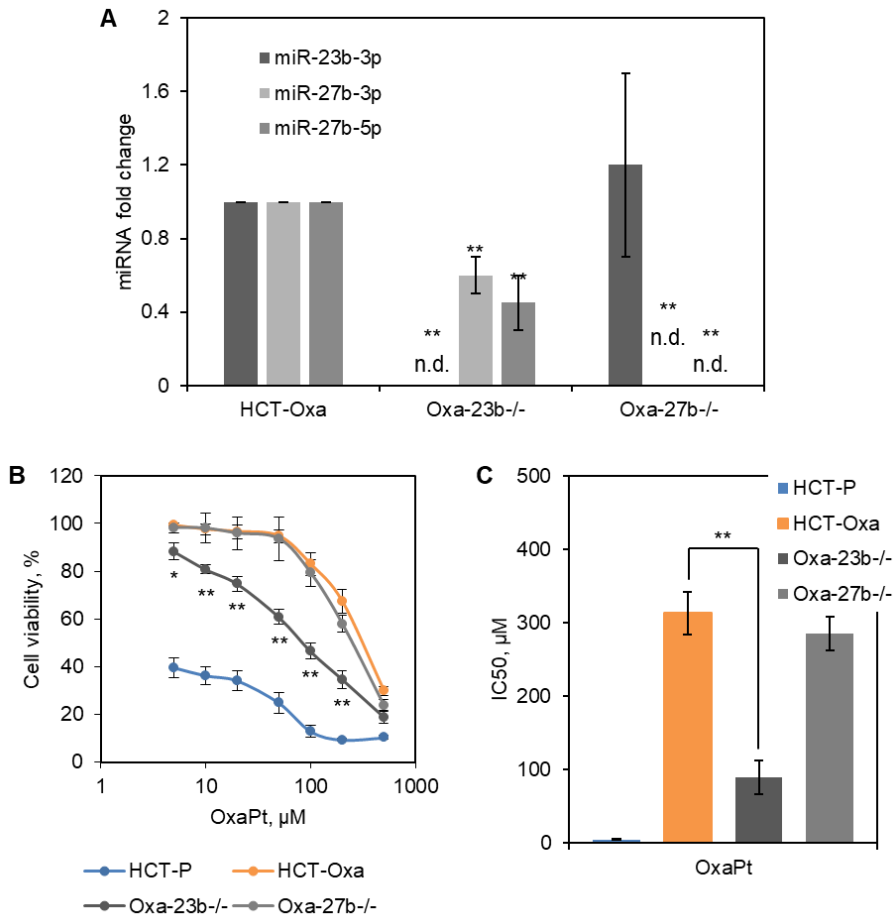 A
2
1.6
1.2
0.8
0.4
0
miRNA fold change
miR-23b-3p
miR-27b-3p
miR-27b-5p
**
n.d.
**
**
**
n.d.
**
n.d.
HCT-Oxa
Oxa-23b-/-
Oxa-27b-/-
B
120
100
80
60
40
20
0
Cell viability, %
*
**
**
**
**
**
1
10
100
1000
OxaPt, µM
HCT-P
HCT-Oxa
Oxa-23b-/-
Oxa-27b-/-
C
500
400
300
200
100
0
IC50, µM
**
HCT-P
HCT-Oxa
Oxa-23b-/-
Oxa-27b-/-
OxaPt